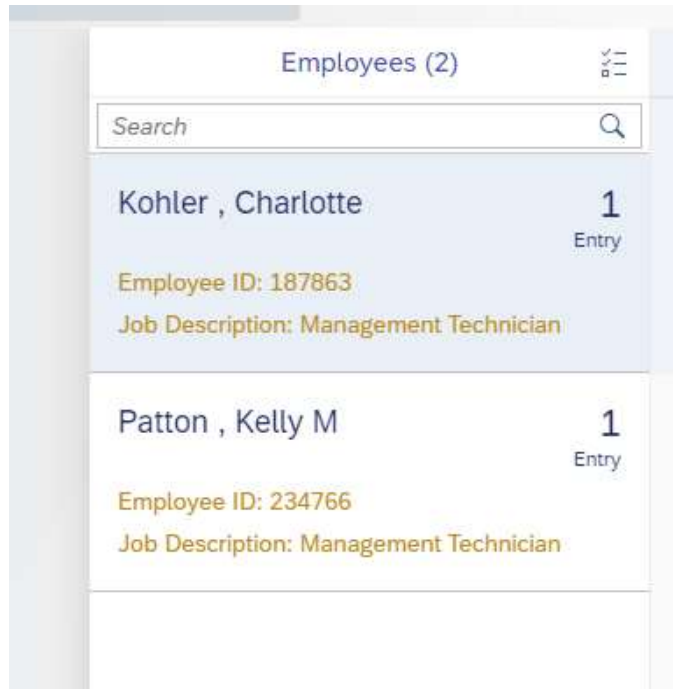 Employees (2)
Search
Kohler , Charlotte
1
Entry
Employee ID: 187863
Job Description: Management Technician
Patton , Kelly M
1
Entry
Employee ID: 234766
Job Description: Management Technician